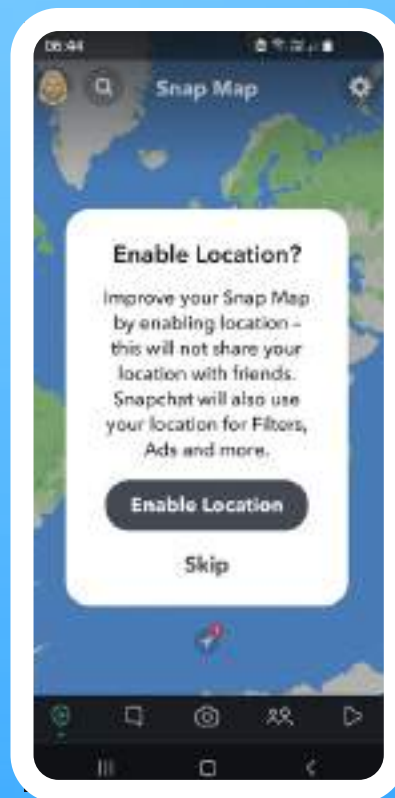 06:44
Snap Map
Enable Location?
Improve your Snap Map
by enabling location –
this will not share your
location with friends.
Snapchat will also use
your location for Filters,
Ads and more.
Enable Location
Skip